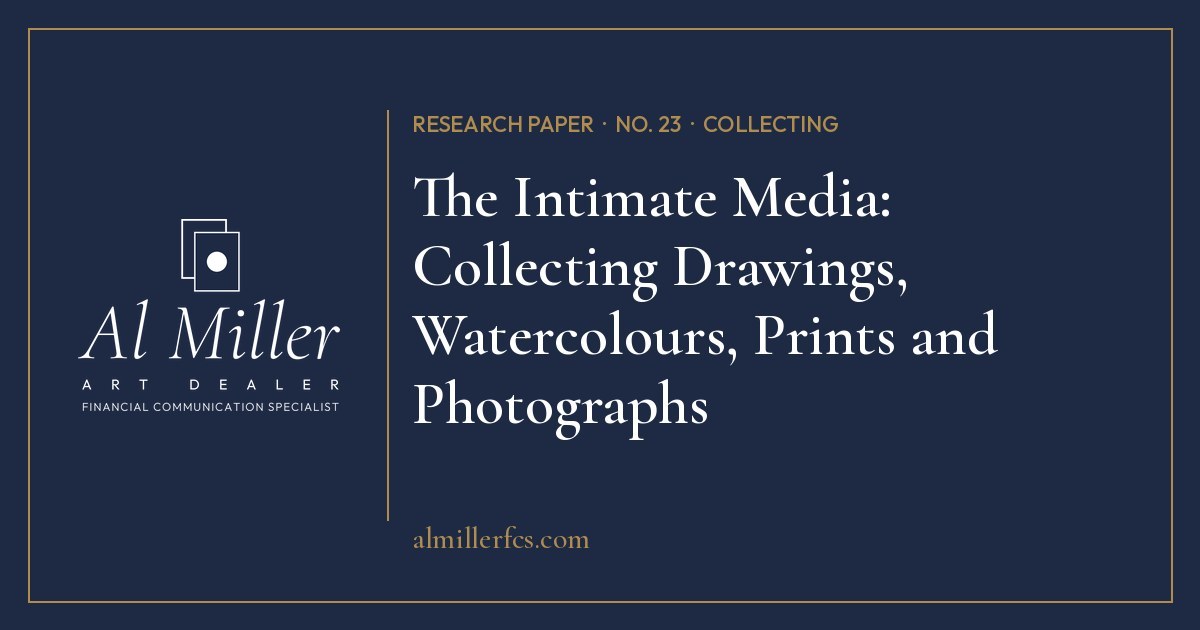 Al Miller
ART DEALER
FINANCIAL COMMUNICATION SPECIALIST
RESEARCH PAPER · NO. 23 · COLLECTING
The Intimate Media:
Collecting Drawings,
Watercolours, Prints and
Photographs
almillerfcs.com